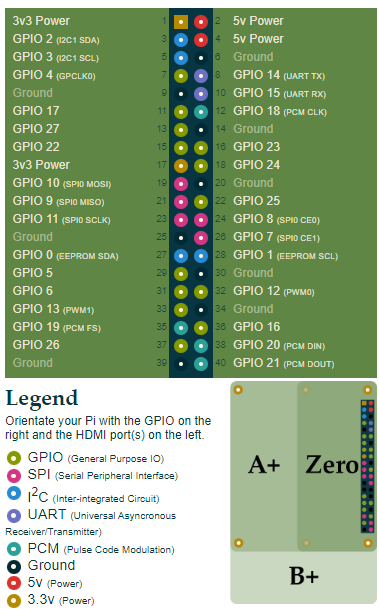 3v3 Power 1 2 5v Power
GPIO 2 (I2C1 SDA) 3 4 5v Power
GPIO 3 (I2C1 SCL) 5 6 Ground
GPIO 4 (GPCLK0) 7 8 GPIO 14 (UART TX)
Ground 9 10 GPIO 15 (UART RX)
GPIO 17 11 12 GPIO 18 (PCM CLK)
GPIO 27 13 14 Ground
GPIO 22 15 16 GPIO 23
3v3 Power 17 18 GPIO 24
GPIO 10 (SPI0 MOSI) 19 20 Ground
GPIO 9 (SPI0 MISO) 21 22 GPIO 25
GPIO 11 (SPI0 SCLK) 23 24 GPIO 8 (SPI0 CE0)
Ground 25 26 GPIO 7 (SPI0 CE1)
GPIO 0 (EEPROM SDA) 27 28 GPIO 1 (EEPROM SCL)
GPIO 5 29 30 Ground
GPIO 6 31 32 GPIO 12 (PWM0)
GPIO 13 (PWM1) 33 34 Ground
GPIO 19 (PCM FS) 35 36 GPIO 16
GPIO 26 37 38 GPIO 20 (PCM DIN)
Ground 39 40 GPIO 21 (PCM DOUT)
Legend
Orientate your Pi with the GPIO on the
right and the HDMI port(s) on the left.
GPIO (General Purpose IO)
SPI (Serial Peripheral Interface)
I²C (Inter-integrated Circuit)
UART (Universal Asyncronous
Receiver/Transmitter)
PCM (Pulse Code Modulation)
Ground
5v (Power)
3.3v (Power)
A+ Zero
B+